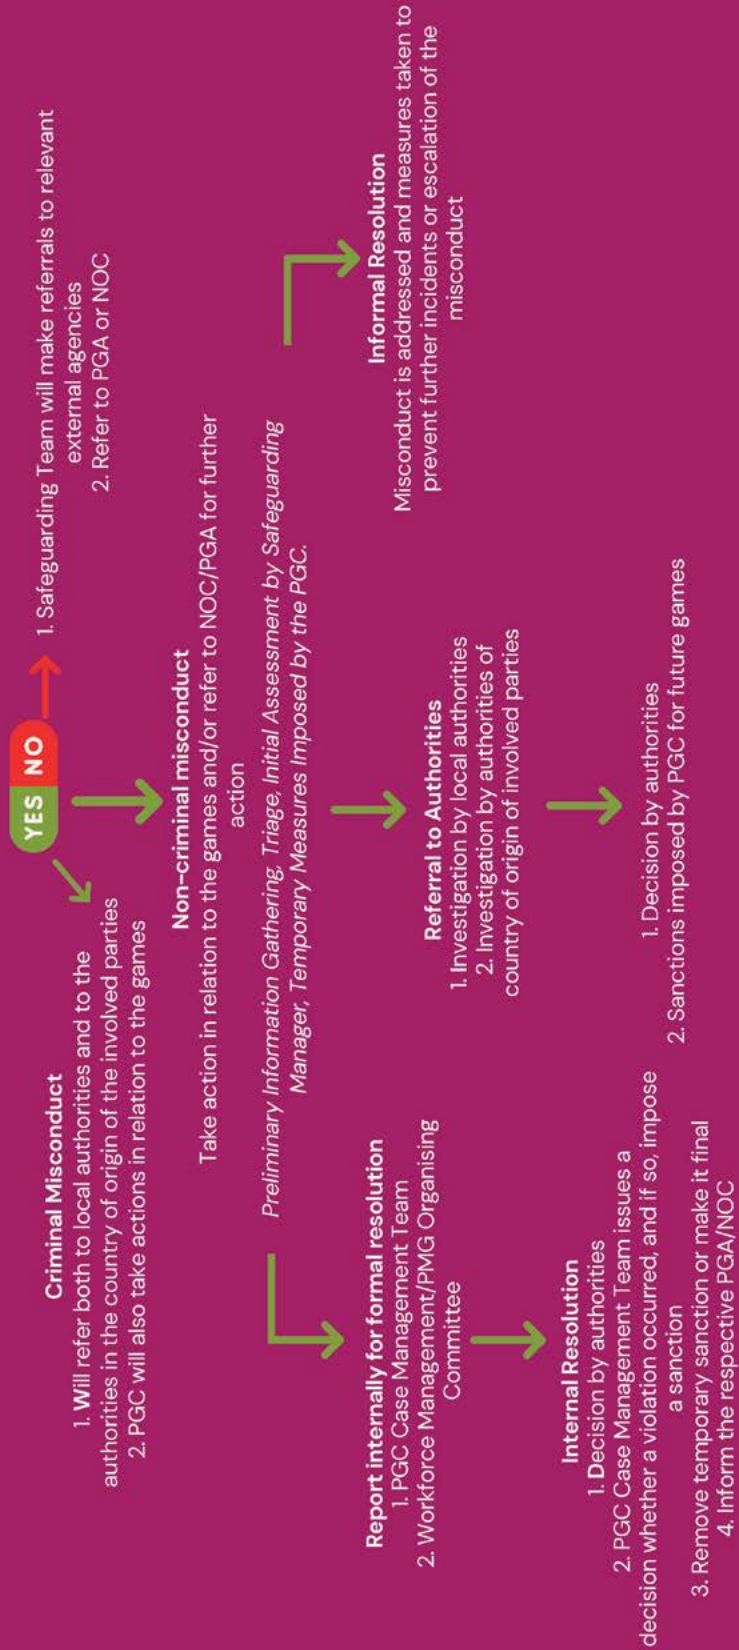 YES NO
Criminal Misconduct
1. Will refer both to local authorities and to the
authorities in the country of origin of the involved parties
2. PGC will also take actions in relation to the games
1. Safeguarding Team will make referrals to relevant
external agencies
2. Refer to PGA or NOC
Non-criminal misconduct
Take action in relation to the games and/or refer to NOC/PGA for further
action
Preliminary Information Gathering, Triage, Initial Assessment by Safeguarding
Manager, Temporary Measures Imposed by the PGC.
Report internally for formal resolution
1. PGC Case Management Team
2. Workforce Management/PMG Organising
Committee
Referral to Authorities
1. Investigation by local authorities
2. Investigation by authorities of
country of origin of involved parties
Informal Resolution
Misconduct is addressed and measures taken to
prevent further incidents or escalation of the
misconduct
Internal Resolution
1. Decision by authorities
2. PGC Case Management Team issues a
decision whether a violation occurred, and if so, impose
a sanction
3. Remove temporary sanction or make it final
4. Inform the respective PGA/NOC
1. Decision by authorities
2. Sanctions imposed by PGC for future games